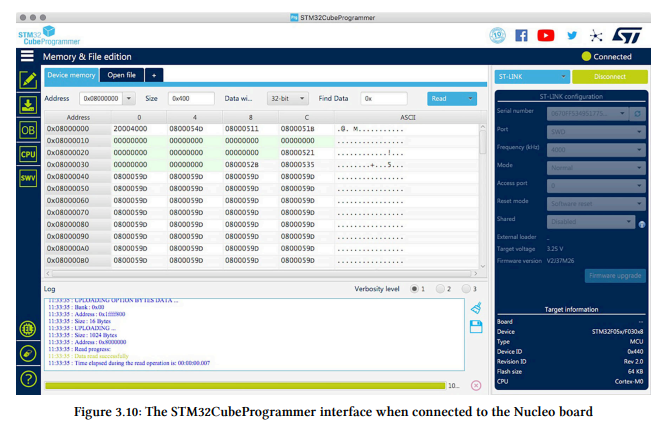 STM32CubeProgrammer
STM32
CubeProgrammer
Memory & File edition
Connected
Device memory Open file +
ST-LINK Disconnect
Address 0x08000000 Size 0x400 Data wi... 32-bit Find Data 0x Read
ST-LINK configuration
Address 0 4 8 C ASCII
0x08000000 20004000 0800054D 08000511 0800051B .@. M...........
0x08000010 00000000 00000000 00000000 00000000 ................
0x08000020 00000000 00000000 00000000 08000521 ............!...
0x08000030 00000000 00000000 0800052B 08000535 ........+...5...
0x08000040 0800059D 0800059D 0800059D 0800059D ................
0x08000050 0800059D 0800059D 0800059D 0800059D ................
0x08000060 0800059D 0800059D 0800059D 0800059D ................
0x08000070 0800059D 0800059D 0800059D 0800059D ................
0x08000080 0800059D 0800059D 0800059D 0800059D ................
0x08000090 0800059D 0800059D 0800059D 0800059D ................
0x080000A0 0800059D 0800059D 0800059D 0800059D ................
0x080000B0 0800059D 0800059D 0800059D 0800059D ................
Serial number
Port SWD
Frequency (kHz)
Mode Normal
Access port 0
Reset mode Software reset
Shared Disabled
External loader _
Target voltage 3.25 V
Firmware version V2J37M26
Firmware upgrade
OB
CPU
SWV
Log Verbosity level 1 2 3
11:33:35 : UPLOADING OPTION BYTES DATA ...
11:33:35 : Bank : 0x00
11:33:35 : Address : 0x1ffff800
11:33:35 : Size : 16 Bytes
11:33:35 : UPLOADING ...
11:33:35 : Size : 1024 Bytes
11:33:35 : Address : 0x8000000
11:33:35 : Read progress:
11:33:35 : Data read successfully
11:33:35 : Time elapsed during the read operation is: 00:00:00.007
10...
Target information
Board --
Device STM32F05x/F030x8
Type MCU
Device ID 0x440
Revision ID Rev 2.0
Flash size 64 KB
CPU Cortex-M0
Figure 3.10: The STM32CubeProgrammer interface when connected to the Nucleo board